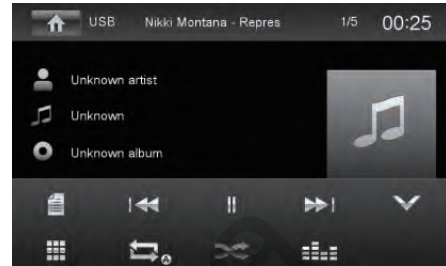 USB Nikki Montana - Repres 1/5 00:25
Unknown artist
Unknown
Unknown album